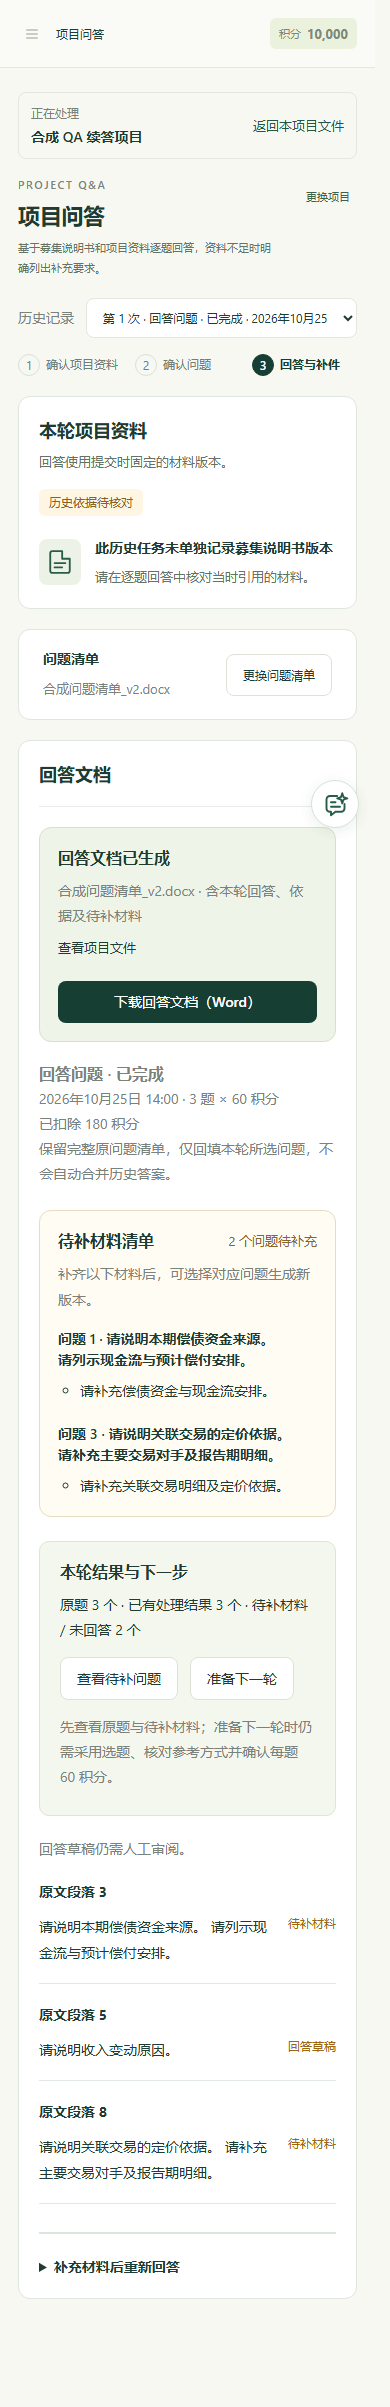 项目问答
积分 10,000
正在处理
合成 QA 续答项目
返回本项目文件
PROJECT Q&A
项目问答
更换项目
基于募集说明书和项目资料逐题回答，资料不足时明
确列出补充要求。
历史记录
第 1 次 · 回答问题 · 已完成 · 2026年10月25
1 确认项目资料
2 确认问题
3 回答与补件
本轮项目资料
回答使用提交时固定的材料版本。
历史依据待核对
此历史任务未单独记录募集说明书版本
请在逐题回答中核对当时引用的材料。
问题清单
合成问题清单_v2.docx
更换问题清单
回答文档
回答文档已生成
合成问题清单_v2.docx · 含本轮回答、依
据及待补材料
查看项目文件
下载回答文档（Word）
回答问题 · 已完成
2026年10月25日 14:00 · 3 题 × 60 积分
已扣除 180 积分
保留完整原问题清单，仅回填本轮所选问题，不
会自动合并历史答案。
待补材料清单
2 个问题待补充
补齐以下材料后，可选择对应问题生成新
版本。
问题 1 · 请说明本期偿债资金来源。
请列示现金流与预计偿付安排。
请补充偿债资金与现金流安排。
问题 3 · 请说明关联交易的定价依据。
请补充主要交易对手及报告期明细。
请补充关联交易明细及定价依据。
本轮结果与下一步
原题 3 个 · 已有处理结果 3 个 · 待补材料
/ 未回答 2 个
查看待补问题
准备下一轮
先查看原题与待补材料；准备下一轮时仍
需采用选题、核对参考方式并确认每题
60 积分。
回答草稿仍需人工审阅。
原文段落 3
请说明本期偿债资金来源。 请列示现
金流与预计偿付安排。
待补材料
原文段落 5
请说明收入变动原因。
回答草稿
原文段落 8
请说明关联交易的定价依据。 请补充
主要交易对手及报告期明细。
待补材料
补充材料后重新回答